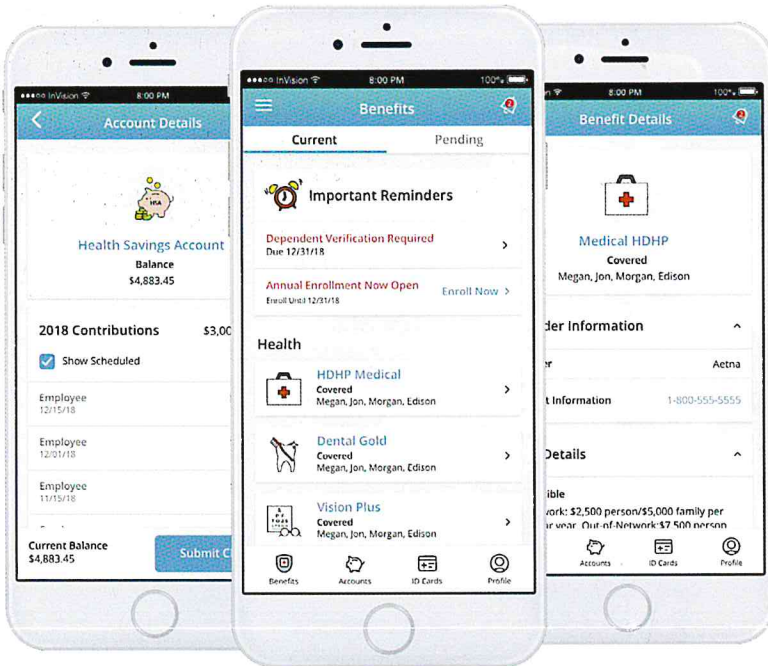 InVision
8:00 PM
Account Details
HSA
Health Savings Account
Balance
$4,883.45
2018 Contributions
Show Scheduled
Employee
12/15/18
Employee
12/01/18
Employee
11/15/18
Current Balance
$4,883.45
Submit
InVision
8:00 PM
100%
Benefits
2
Current
Pending
Important Reminders
Dependent Verification Required
Due 12/31/18
Annual Enrollment Now Open
Enroll Now
Enroll Until 12/31/18
Health
HDHP Medical
Covered
Megan, Jon, Morgan, Edison
Dental Gold
Covered
Megan, Jon, Morgan, Edison
Vision Plus
Covered
Megan, Jon, Morgan, Edison
Benefits
Accounts
ID Cards
Profile
8:00 PM
100%
Benefit Details
2
Medical HDHP
Covered
Megan, Jon, Morgan, Edison
der Information
Aetna
t Information
1-800-555-5555
Details
ible
work: $2,500 person/$5,000 family per
year. Out-of-Network:$7,500 person
Accounts
ID Cards
Profile